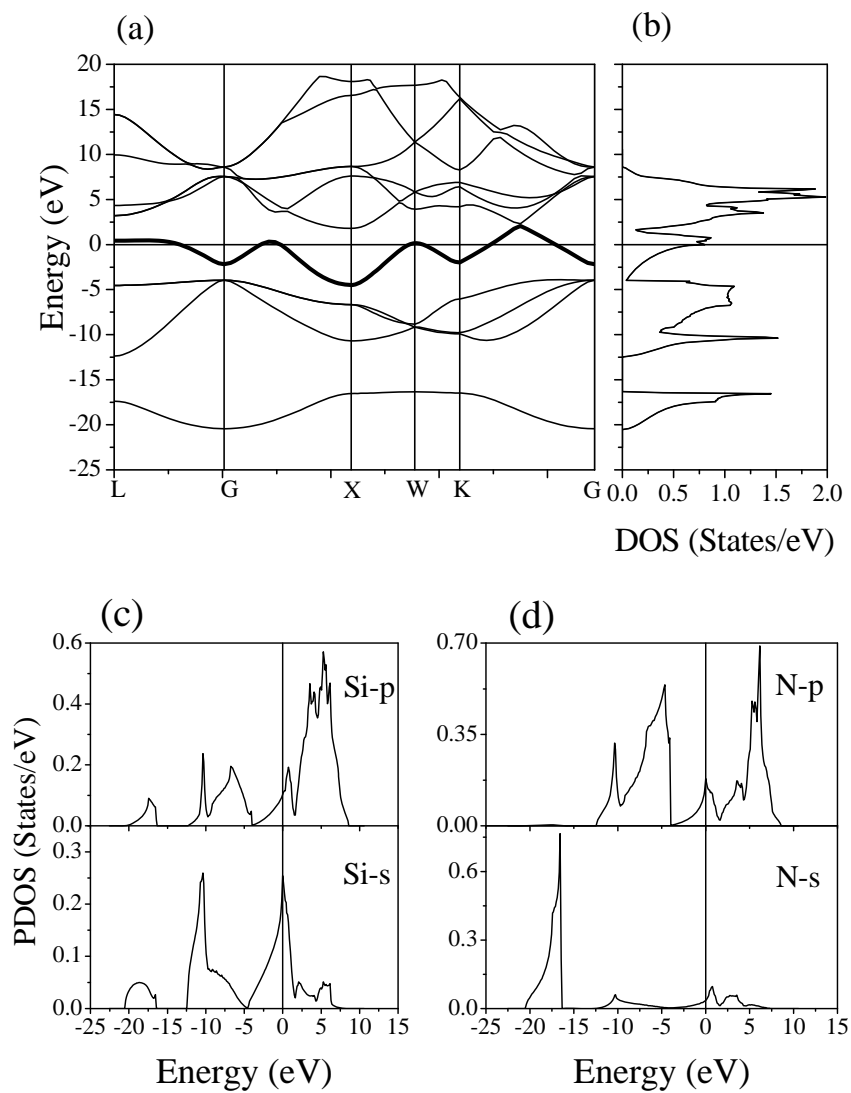 (a)
(b)
20
15
10
5
0
-5
-10
-15
-20
-25
Energy (eV)
L G X W K G
0.0 0.5 1.0 1.5 2.0
DOS (States/eV)
(c)
(d)
0.6
0.4
0.2
0.0
Si-p
0.3
0.2
0.1
0.0
Si-s
PDOS (States/eV)
-25 -20 -15 -10 -5 0 5 10 15
Energy (eV)
0.70
0.35
0.00
N-p
0.6
0.3
0.0
N-s
-25 -20 -15 -10 -5 0 5 10 15
Energy (eV)